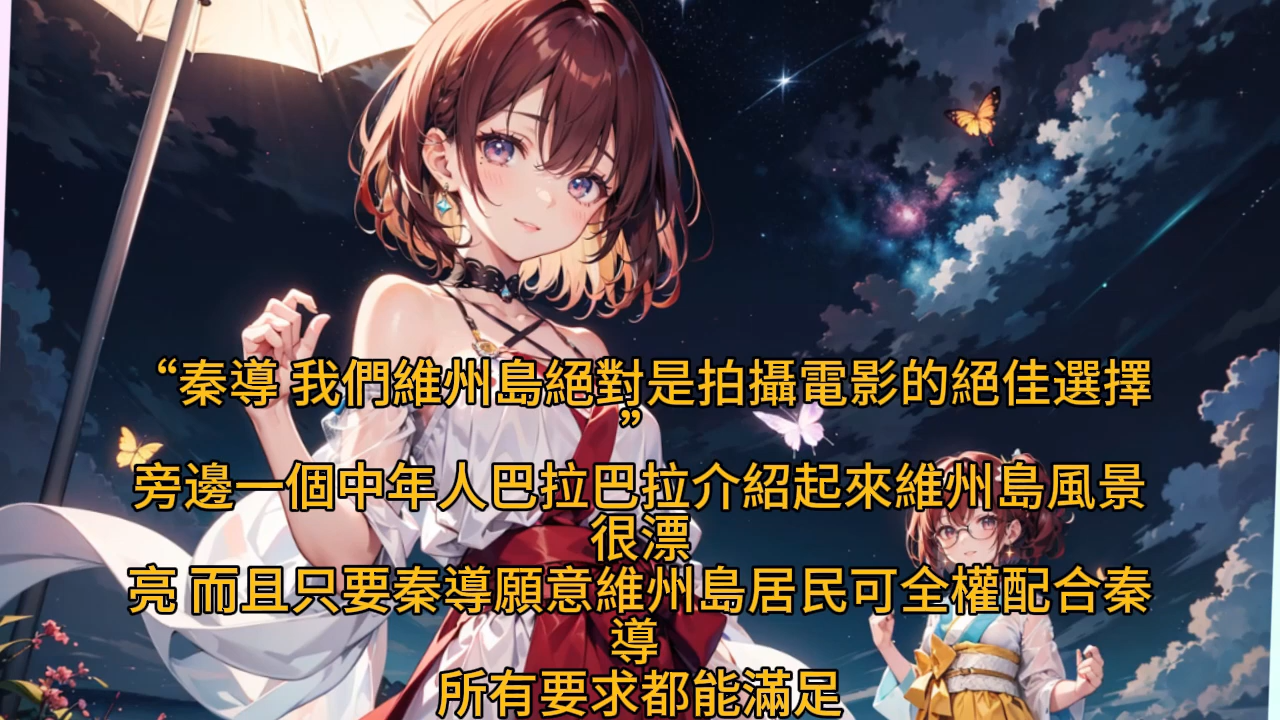 “秦導 我們維州島絕對是拍攝電影的絕佳選擇
”
旁邊一個中年人巴拉巴拉介紹起來維州島風景
很漂
亮 而且只要秦導願意維州島居民可全權配合秦
導
所有要求都能滿足